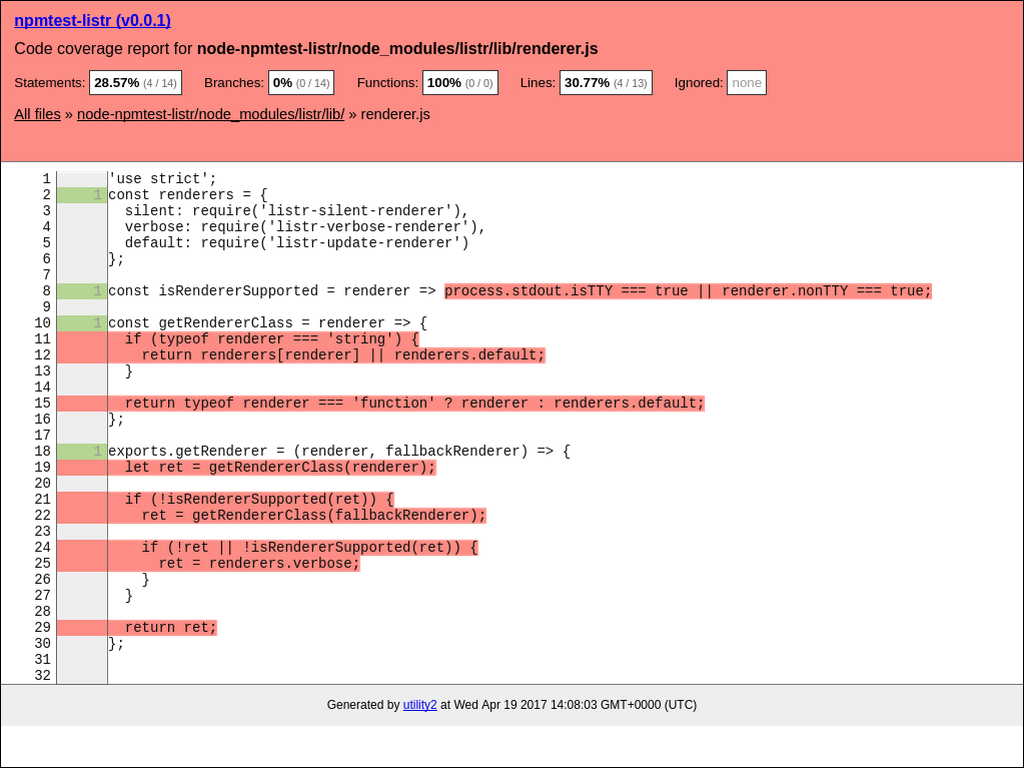 npmtest-listr (v0.0.1)
Code coverage report for node-npmtest-listr/node_modules/listr/lib/renderer.js
Statements: 28.57% (4 / 14) Branches: 0% (0 / 14) Functions: 100% (0 / 0) Lines: 30.77% (4 / 13) Ignored: none
All files » node-npmtest-listr/node_modules/listr/lib/ » renderer.js
1 'use strict';
2 1 const renderers = {
3   silent: require('listr-silent-renderer'),
4   verbose: require('listr-verbose-renderer'),
5   default: require('listr-update-renderer')
6 };
7
8 1 const isRendererSupported = renderer => process.stdout.isTTY === true || renderer.nonTTY === true;
9
10 1 const getRendererClass = renderer => {
11   if (typeof renderer === 'string') {
12     return renderers[renderer] || renderers.default;
13   }
14
15   return typeof renderer === 'function' ? renderer : renderers.default;
16 };
17
18 1 exports.getRenderer = (renderer, fallbackRenderer) => {
19   let ret = getRendererClass(renderer);
20
21   if (!isRendererSupported(ret)) {
22     ret = getRendererClass(fallbackRenderer);
23
24     if (!ret || !isRendererSupported(ret)) {
25       ret = renderers.verbose;
26     }
27   }
28
29   return ret;
30 };
31
32
Generated by utility2 at Wed Apr 19 2017 14:08:03 GMT+0000 (UTC)